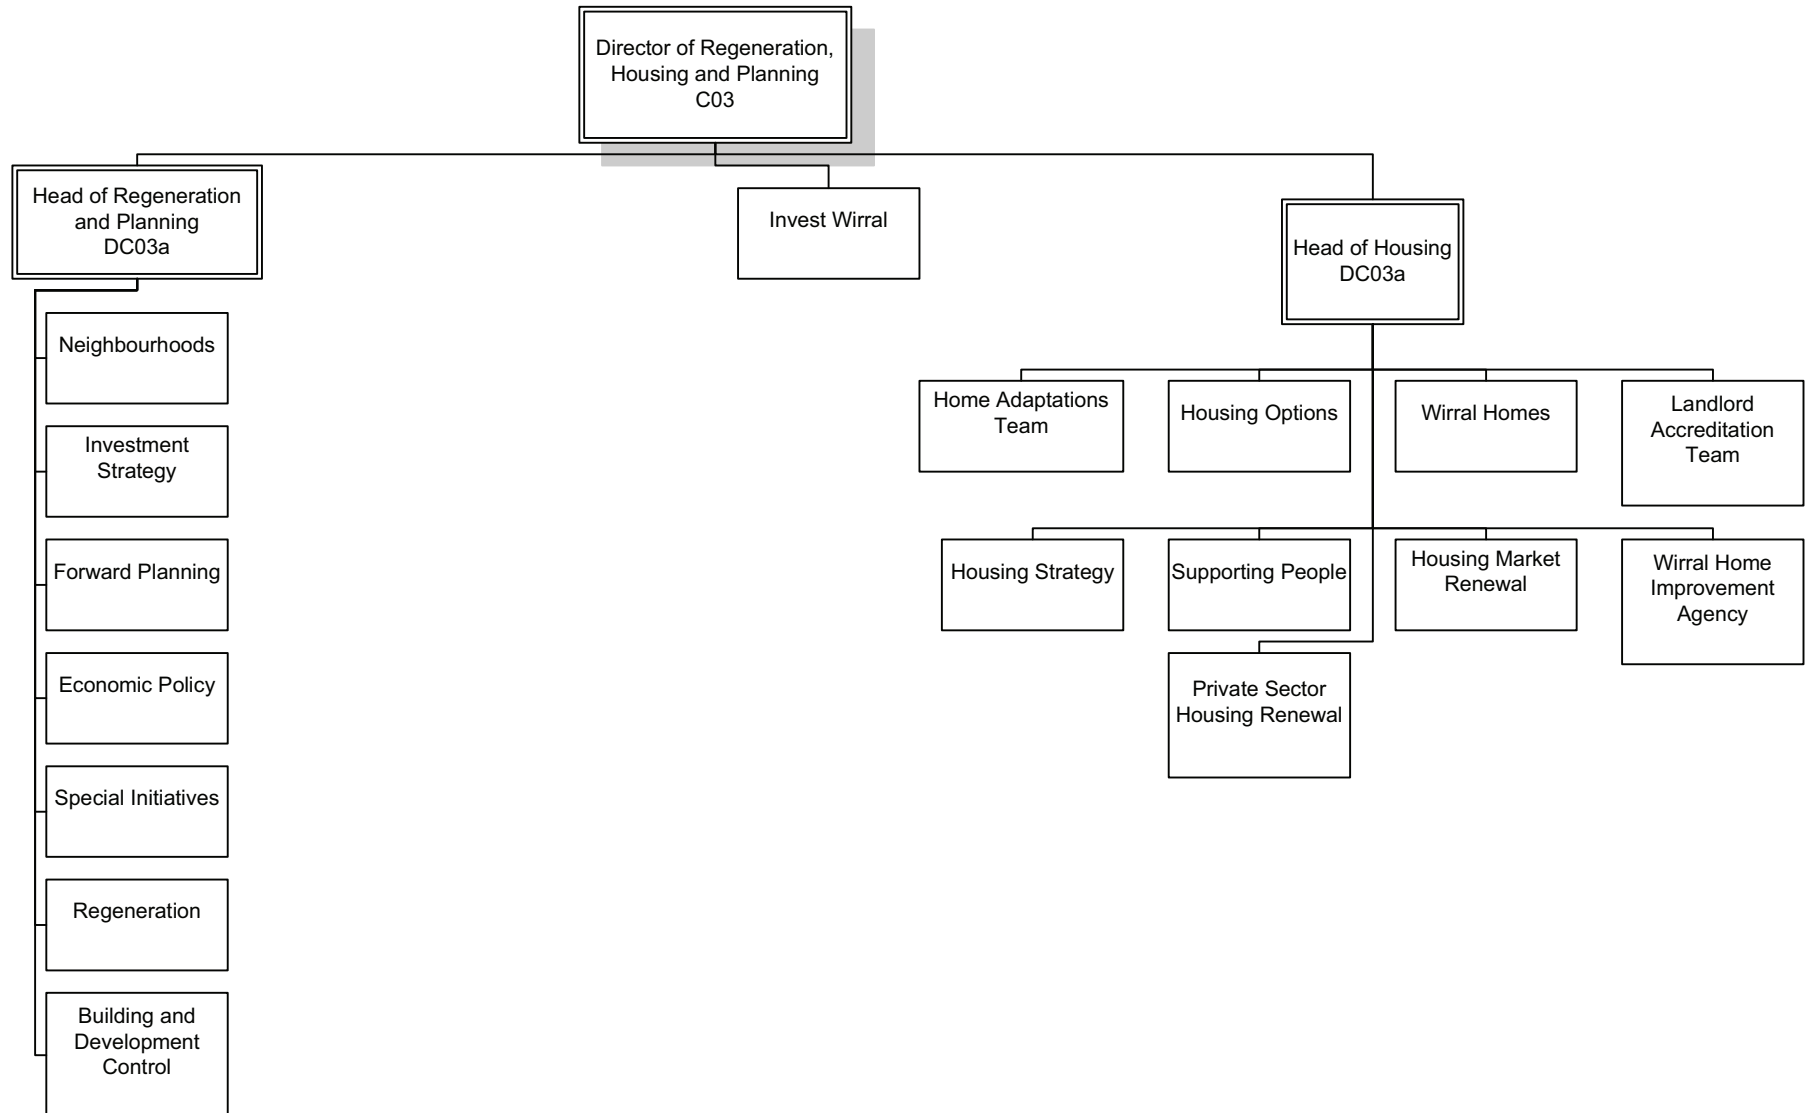 Director of Regeneration,
Housing and Planning
C03
Head of Regeneration
and Planning
DC03a
Invest Wirral
Head of Housing
DC03a
Neighbourhoods
Investment
Strategy
Forward Planning
Economic Policy
Special Initiatives
Regeneration
Building and
Development
Control
Home Adaptations
Team
Housing Options
Wirral Homes
Landlord
Accreditation
Team
Housing Strategy
Supporting People
Housing Market
Renewal
Wirral Home
Improvement
Agency
Private Sector
Housing Renewal